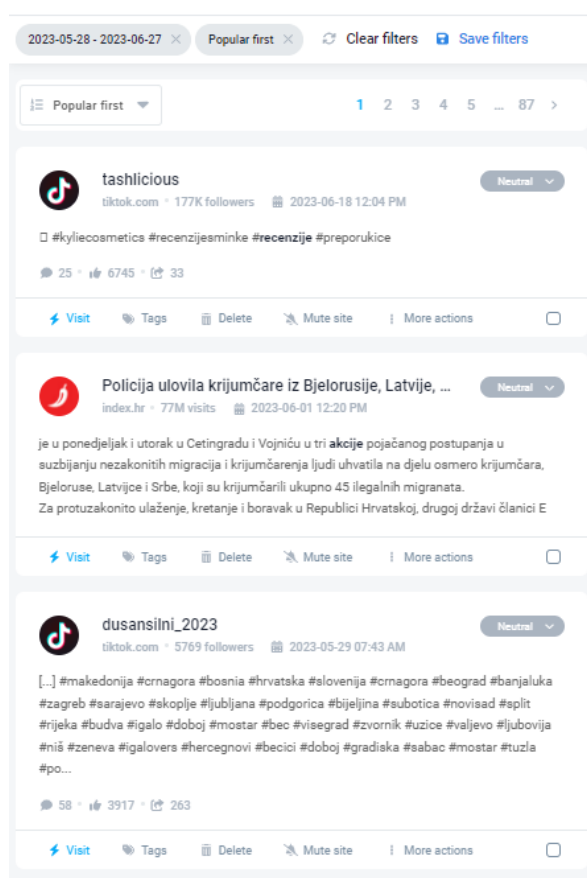 2023-05-28 - 2023-06-27 × Popular first × Clear filters Save filters
Popular first 1 2 3 4 5 ... 87 >
tashlicious Neutral
tiktok.com • 177K followers 2023-06-18 12:04 PM
#kyliecosmetics #recenzijesminke #recenzije #preporukice
25 • 6745 • 33
Visit Tags Delete Mute site More actions
Policija ulovila krijumčare iz Bjelorusije, Latvije, ... Neutral
index.hr • 77M visits 2023-06-01 12:20 PM
je u ponedjeljak i utorak u Cetingradu i Vojniću u tri akcije pojačanog postupanja u
suzbijanju nezakonitih migracija i krijumčarenja ljudi uhvatila na djelu osmero krijumčara,
Bjeloruse, Latvijce i Srbe, koji su krijumčarili ukupno 45 ilegalnih migranata.
Za protuzakonito ulaženje, kretanje i boravak u Republici Hrvatskoj, drugoj državi članici E
Visit Tags Delete Mute site More actions
dusansilni_2023 Neutral
tiktok.com • 5769 followers 2023-05-29 07:43 AM
[...] #makedonija #crnagora #bosnia #hrvatska #slovenija #crnagora #beograd #banjaluka
#zagreb #sarajevo #skoplje #ljubljana #podgorica #bijeljina #subotica #novisad #split
#rijeka #budva #igalo #doboj #mostar #bec #visegrad #zvornik #uzice #valjevo #ljubovija
#niš #zeneva #igalovers #hercegnovi #becici #doboj #gradiska #sabac #mostar #tuzla
#po...
58 • 3917 • 263
Visit Tags Delete Mute site More actions